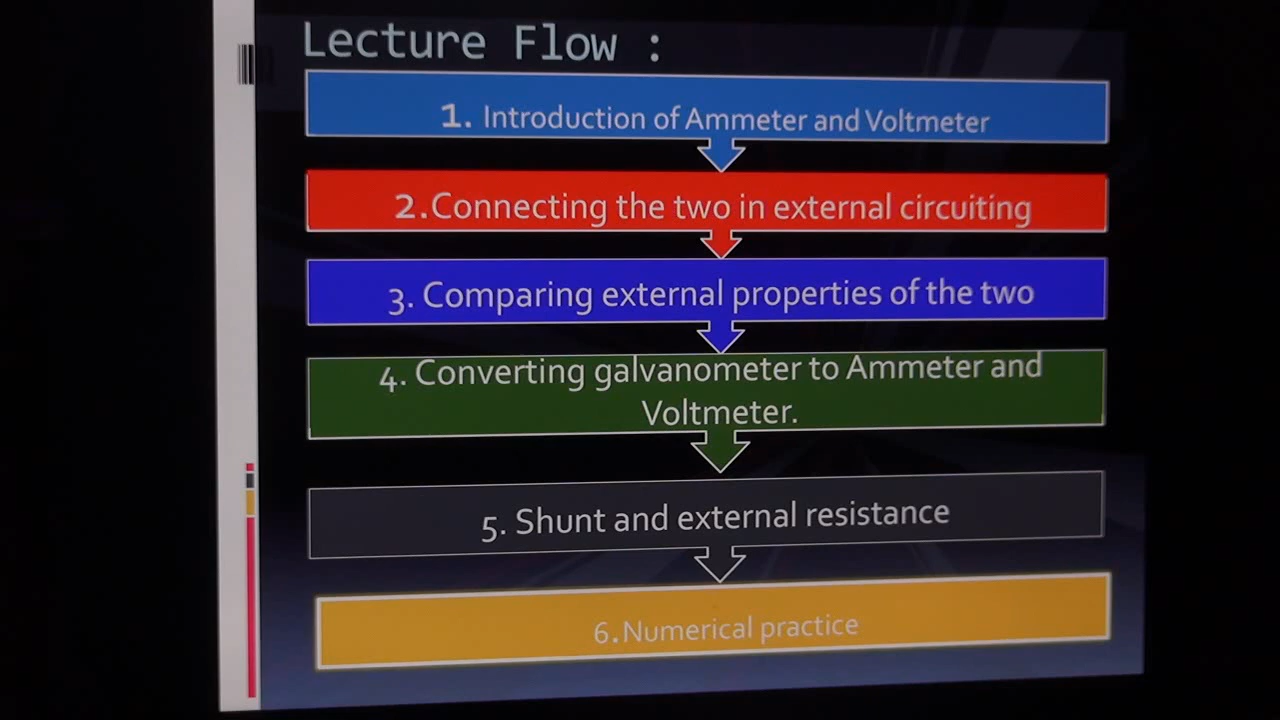 Lecture Flow :
1. Introduction of Ammeter and Voltmeter
2.Connecting the two in external circuiting
3. Comparing external properties of the two
4. Converting galvanometer to Ammeter and
Voltmeter.
5. Shunt and external resistance
6.Numerical practice